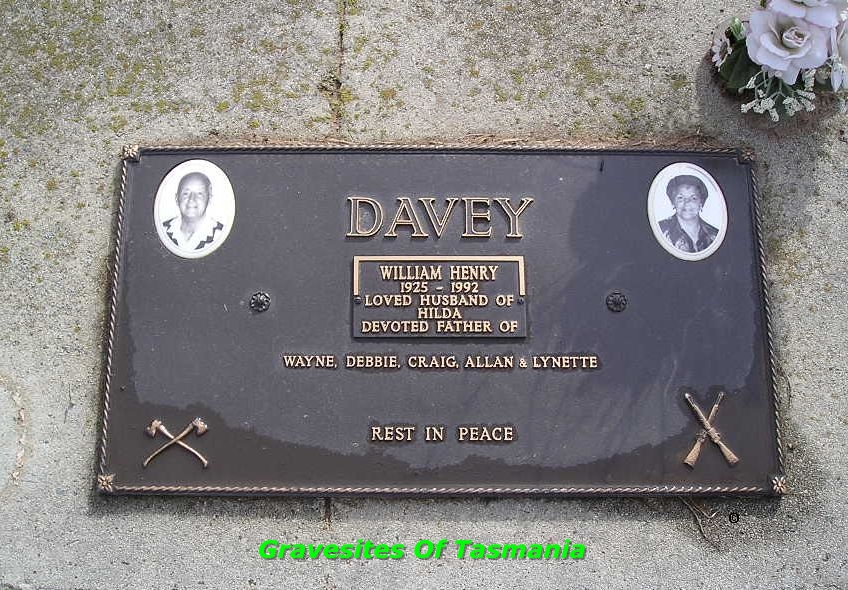 DAVEY
WILLIAM HENRY
1925 - 1992
LOVED HUSBAND OF
HILDA
DEVOTED FATHER OF
WAYNE, DEBBIE, CRAIG, ALLAN & LYNETTE
REST IN PEACE
Gravesites Of Tasmania